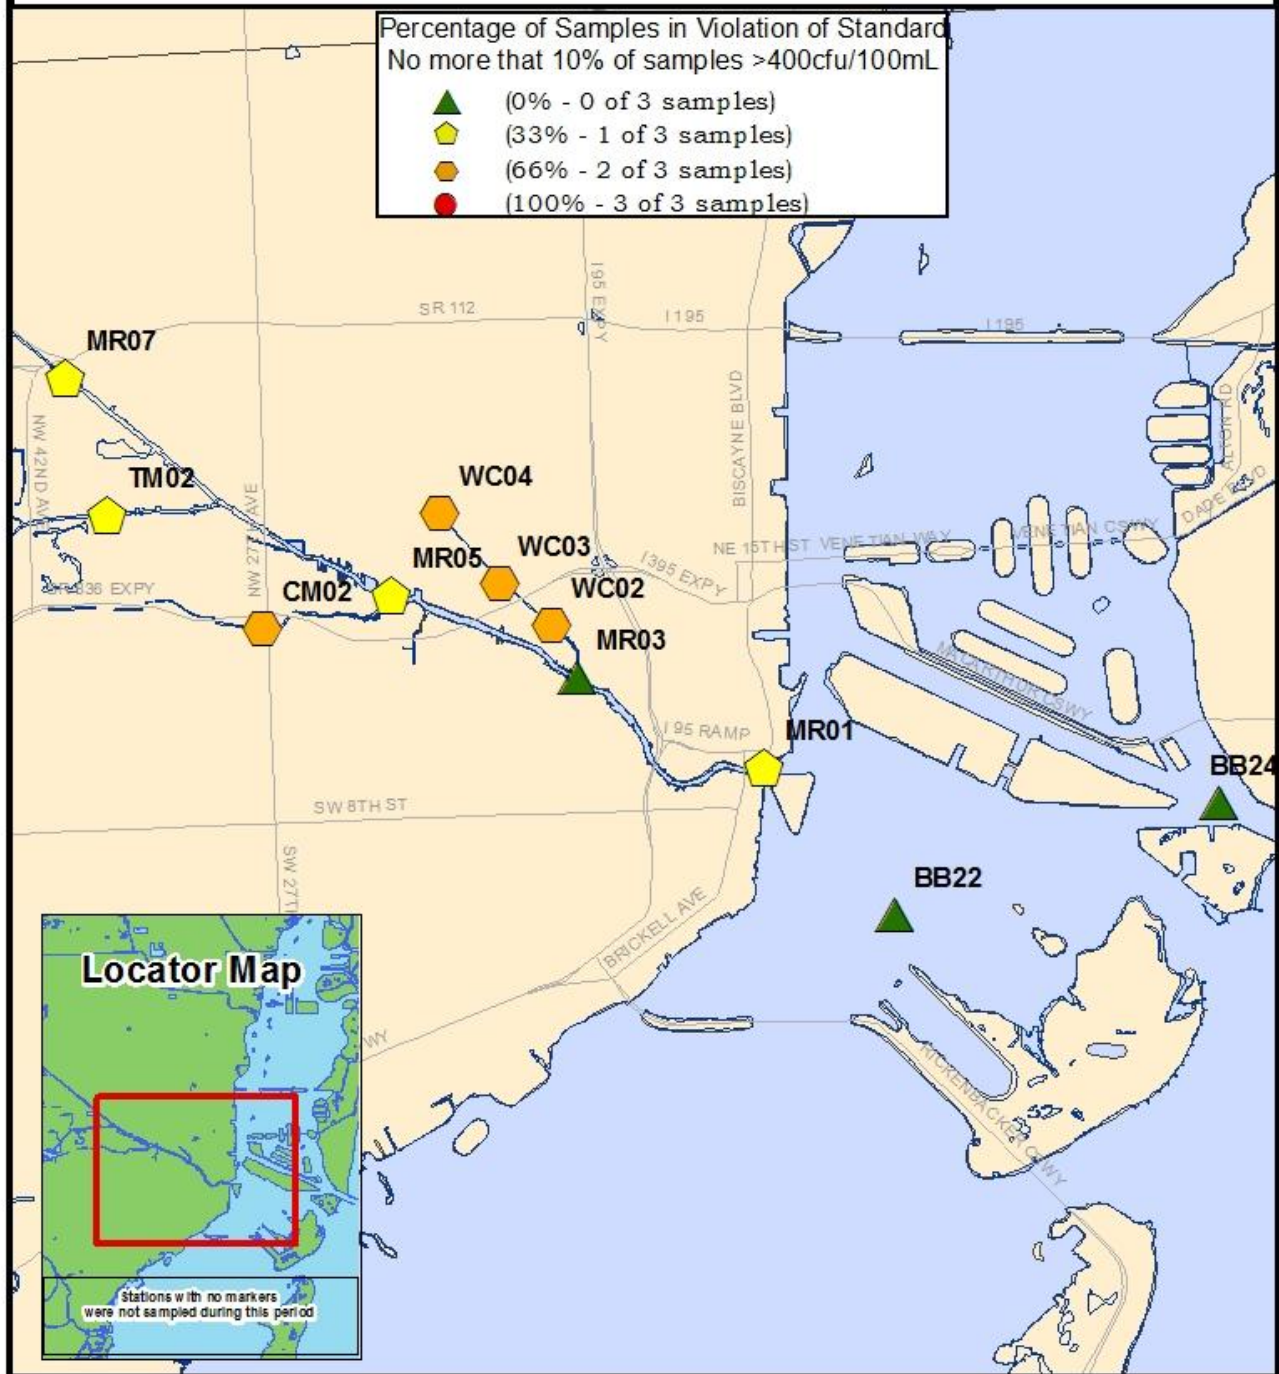 Percentage of Samples in Violation of Standard
No more that 10% of samples >400cfu/100mL
(0% - 0 of 3 samples)
(33% - 1 of 3 samples)
(66% - 2 of 3 samples)
(100% - 3 of 3 samples)
I95 EXPY
SR 112
I 195
I 195
MR07
BISCAYNE BLVD
ALTON RD
NW 42ND AVE
TM02
WC04
DADE BLVD
NW 27TH AVE
MR05
WC03
NE 15TH ST
VENETIAN WAY
VENETIAN CSWY
I395 EXPY
SR 836 EXPY
CM02
WC02
MR03
MACARTHUR CSWY
I 95 RAMP
MR01
BB24
SW 8TH ST
SW 27TH
BB22
BRICKELL AVE
Locator Map
WY
RICKENBACKER CSWY
Stations with no markers
were not sampled during this period